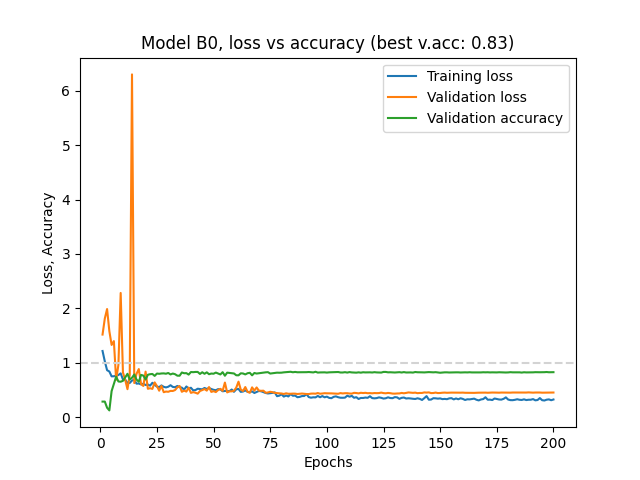 Model B0, loss vs accuracy (best v.acc: 0.83)
Training loss
Validation loss
Validation accuracy
Loss, Accuracy
6
5
4
3
2
1
0
0 25 50 75 100 125 150 175 200
Epochs